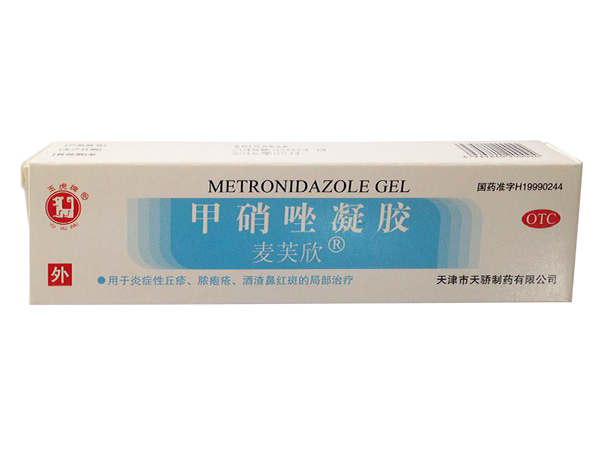 METRONIDAZOLE GEL
国药准字H19990244
玉虎牌®
YU HU PAI
甲硝唑凝胶
OTC
麦芙欣®
外
●用于炎症性丘疹、脓疱疮、酒渣鼻红斑的局部治疗
天津市天骄制药有限公司